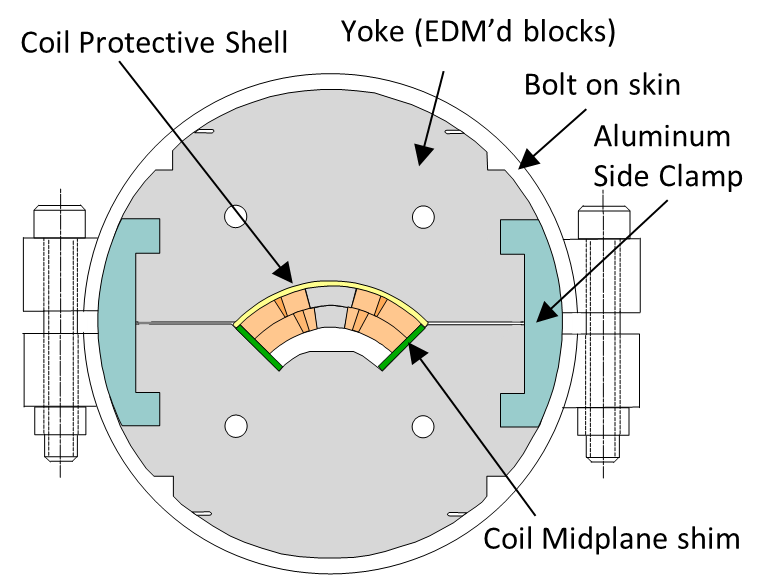 Coil Protective Shell
Yoke (EDM’d blocks)
Bolt on skin
Aluminum
Side Clamp
Coil Midplane shim